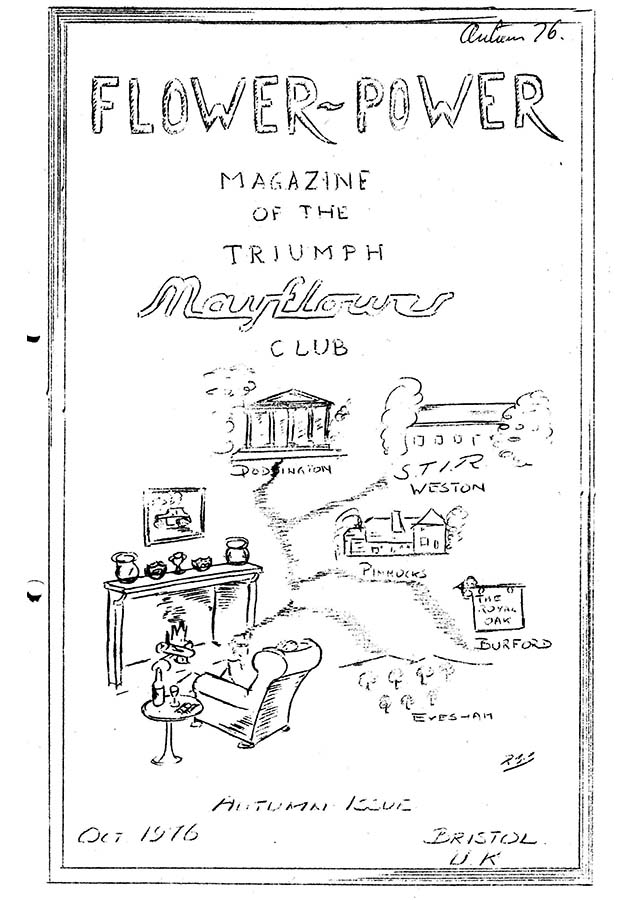 Autumn 76.
FLOWER~POWER
MAGAZINE
OF THE
TRIUMPH
Mayflower
CLUB
DODDINGTON
S.T.I.R
WESTON
PINNOCKS
THE
ROYAL
OAK
BURFORD
EVESHAM
AUTUMN ISSUE
OCT 1976
BRISTOL
U.K